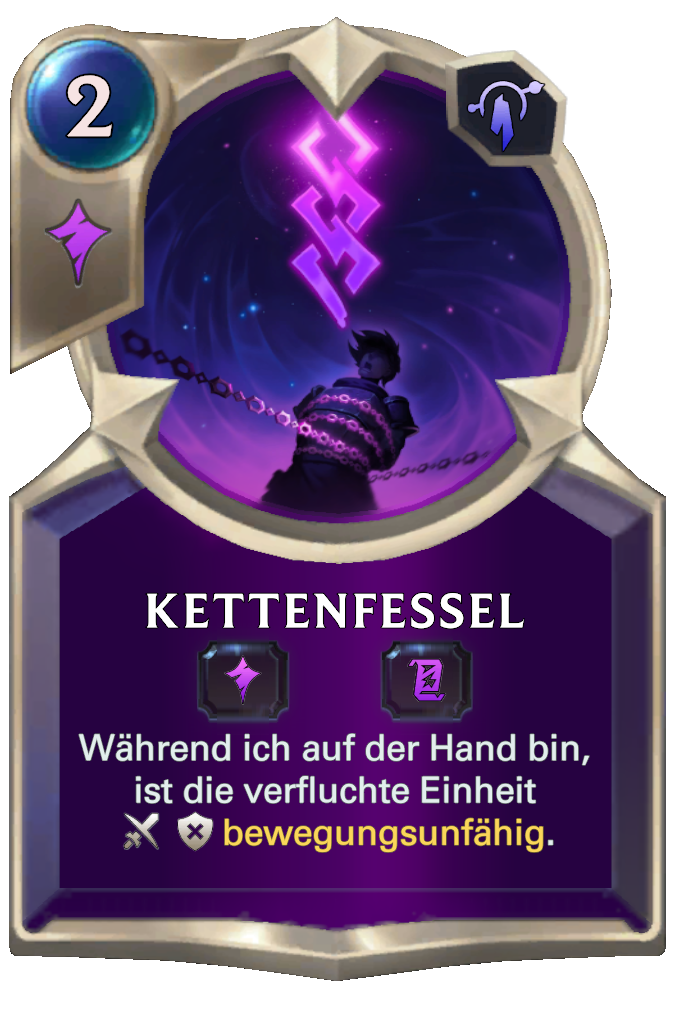 2
KETTENFESSEL
Während ich auf der Hand bin,
ist die verfluchte Einheit
bewegungsunfähig.